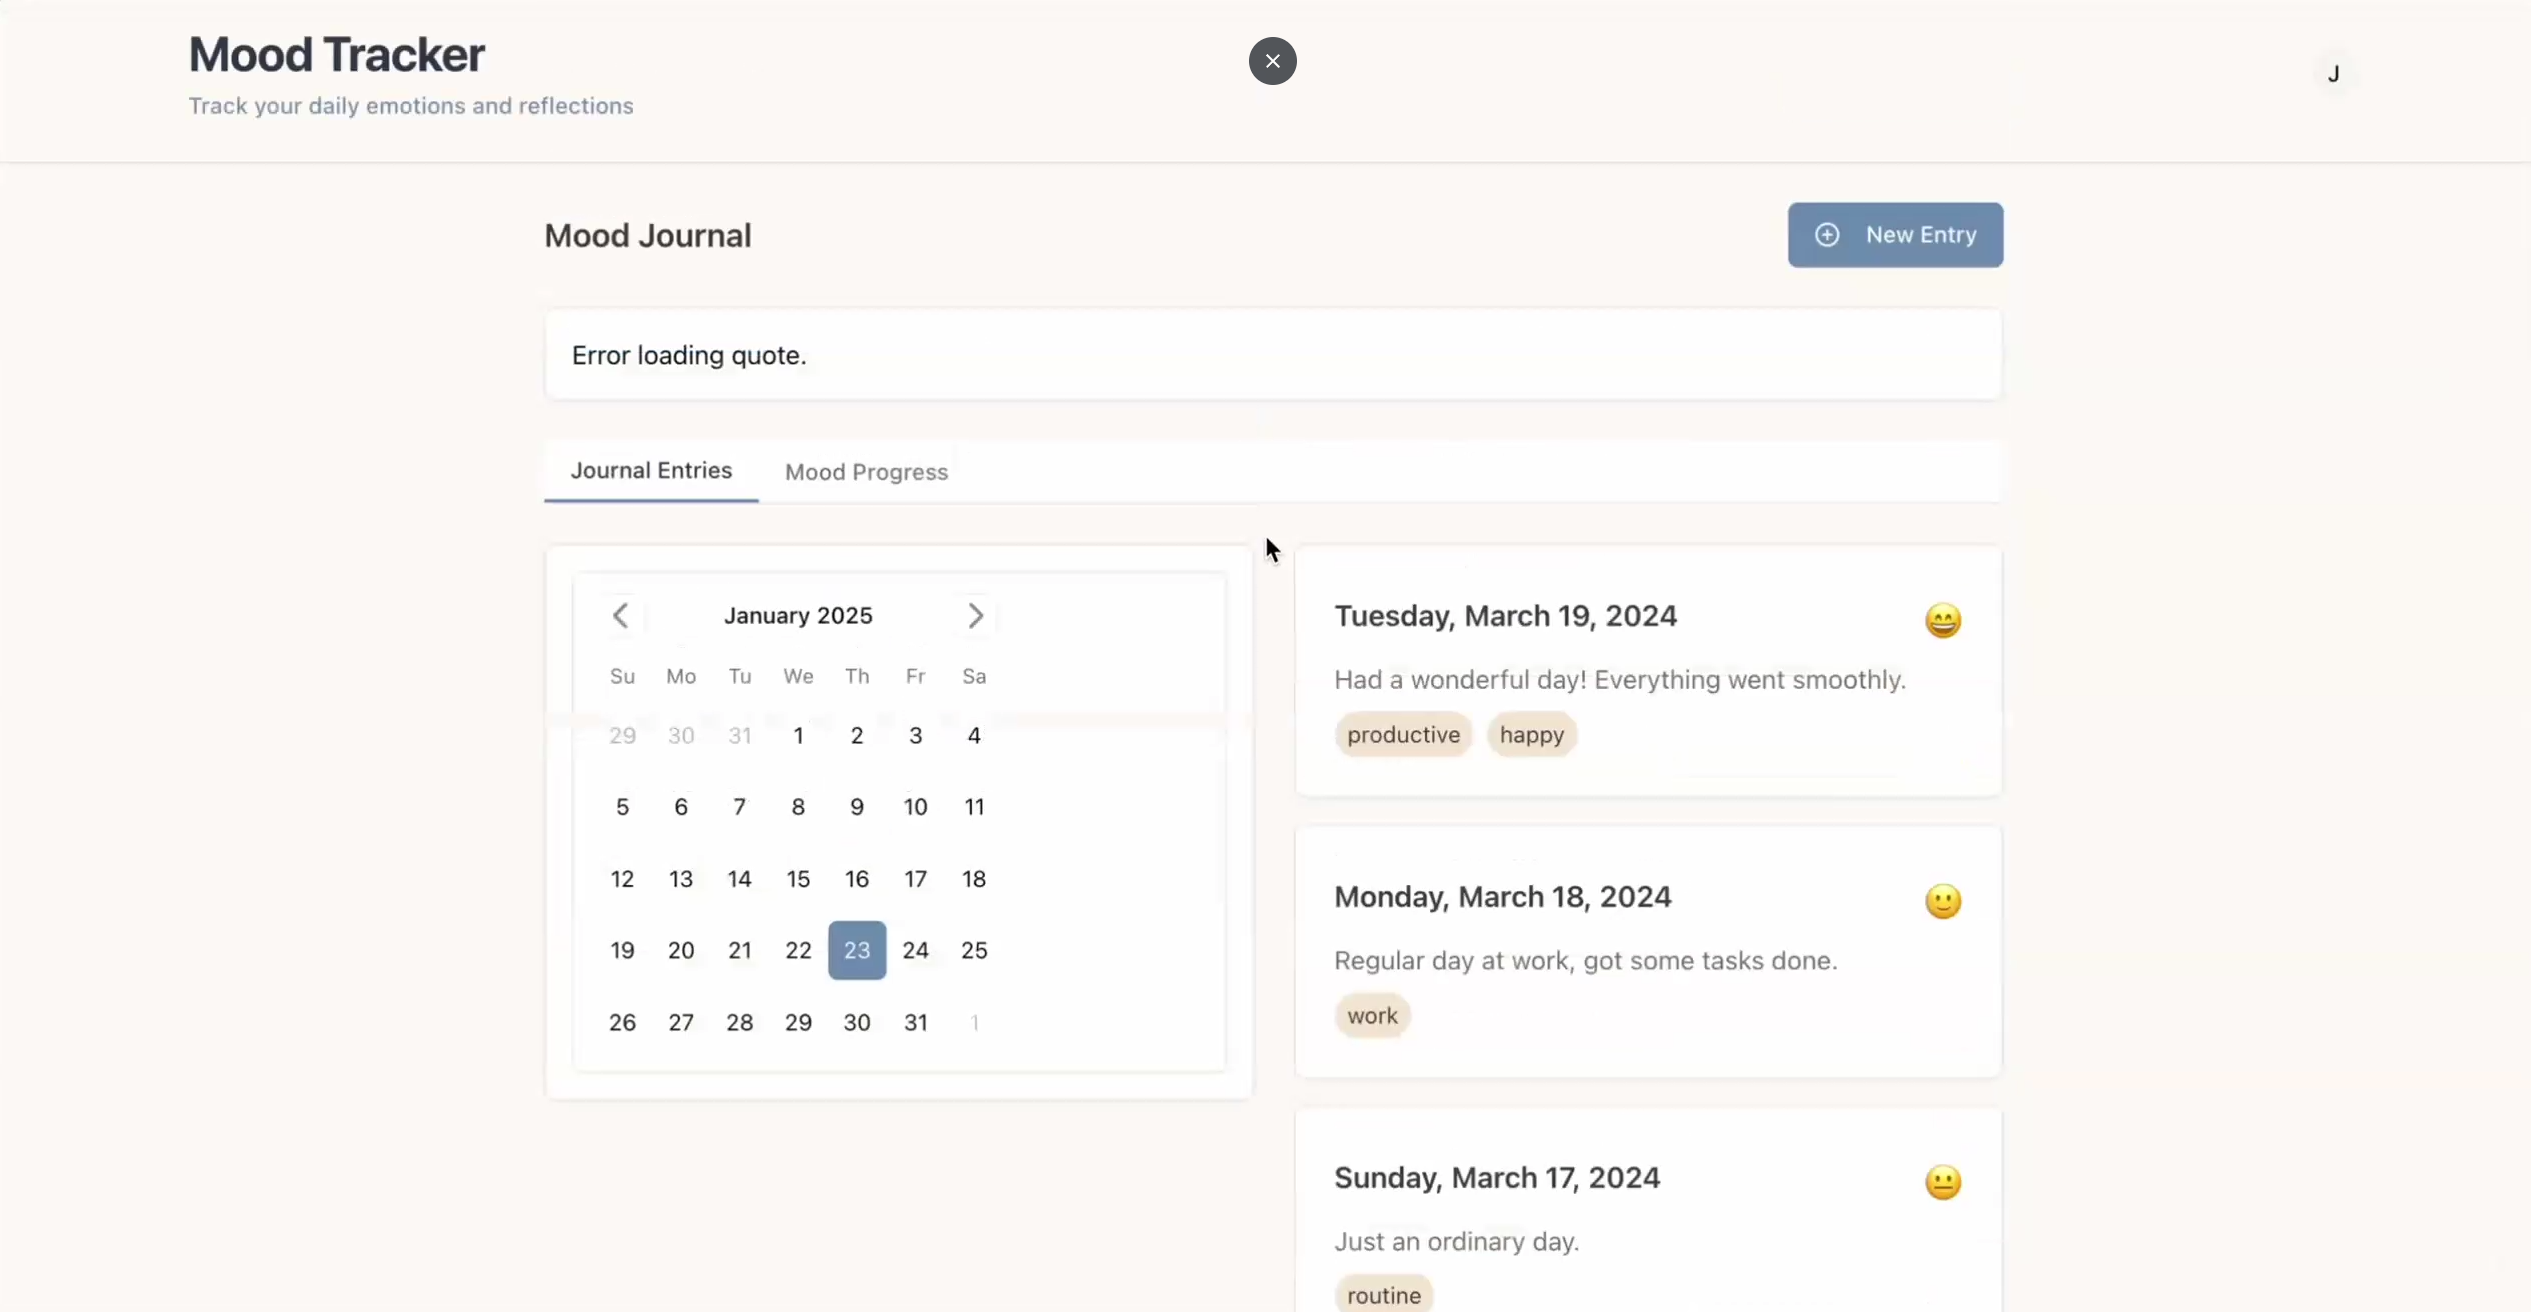 Mood Tracker
Track your daily emotions and reflections
J
Mood Journal
New Entry
Error loading quote.
Journal Entries Mood Progress
January 2025
Su Mo Tu We Th Fr Sa
29 30 31 1 2 3 4
5 6 7 8 9 10 11
12 13 14 15 16 17 18
19 20 21 22 23 24 25
26 27 28 29 30 31 1
Tuesday, March 19, 2024
Had a wonderful day! Everything went smoothly.
productive happy
Monday, March 18, 2024
Regular day at work, got some tasks done.
work
Sunday, March 17, 2024
Just an ordinary day.
routine